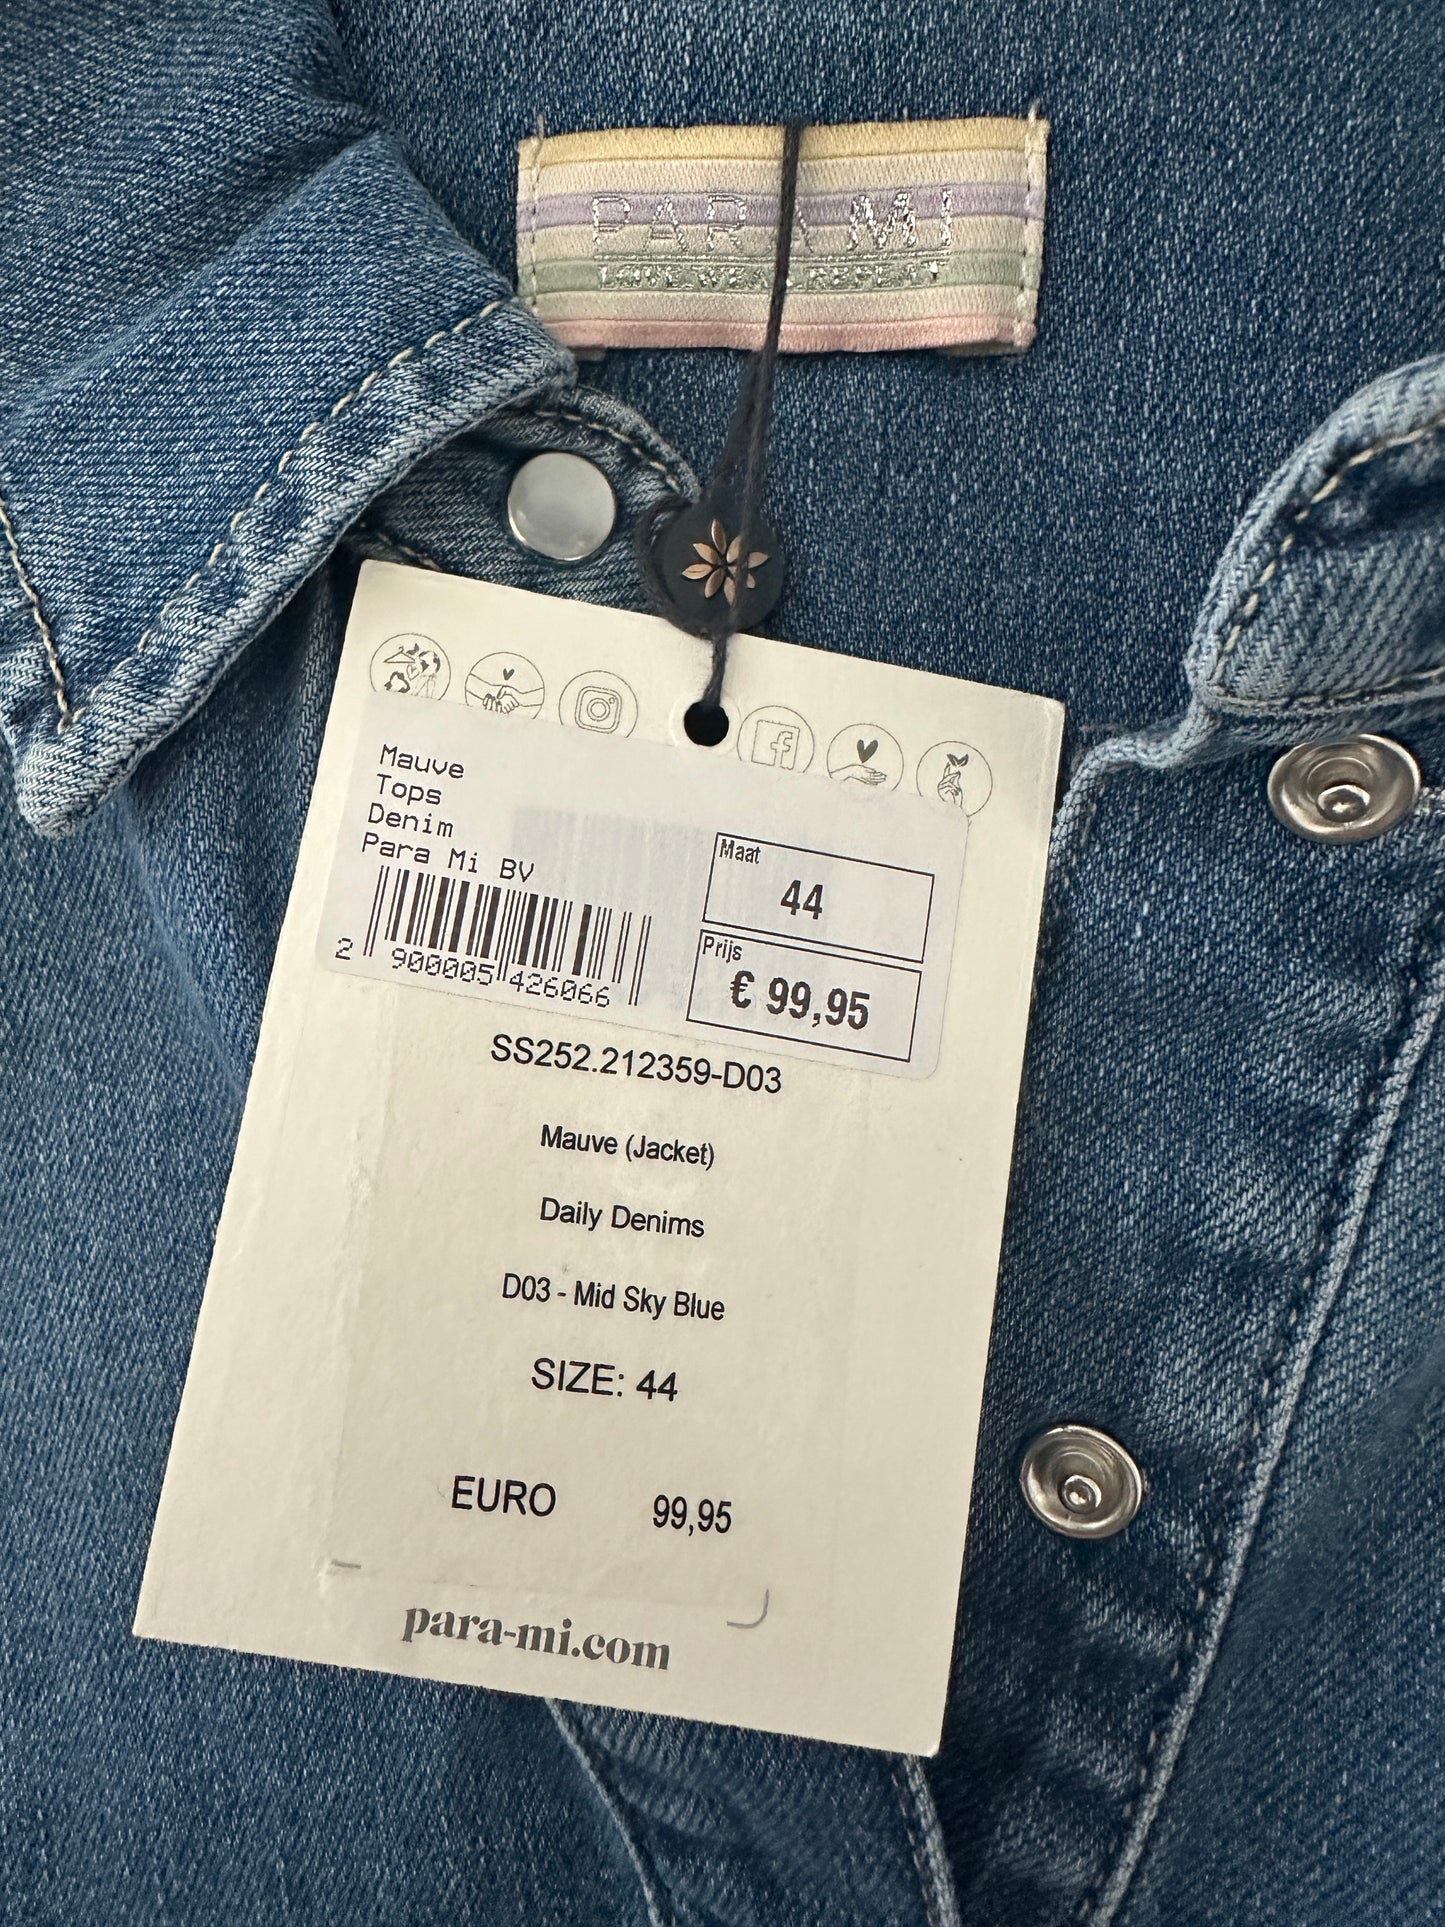 PARA MI
LOVE WEAR REPEAT
Mauve
Tops
Denim
Para Mi BV
Maat
44
Prijs
€ 99,95
2 900005 426066
SS252.212359-D03
Mauve (Jacket)
Daily Denims
D03 - Mid Sky Blue
SIZE: 44
EURO 99,95
para-mi.com